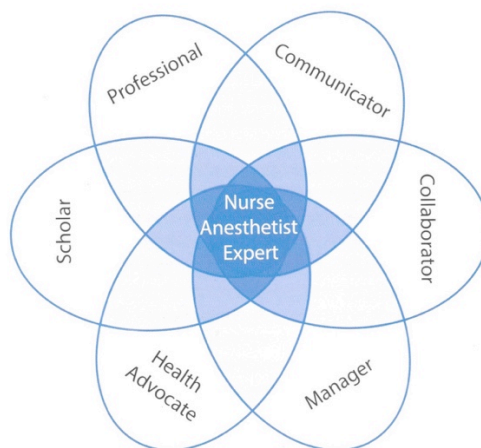 Professional
Communicator
Scholar
Nurse
Anesthetist
Expert
Collaborator
Health
Advocate
Manager